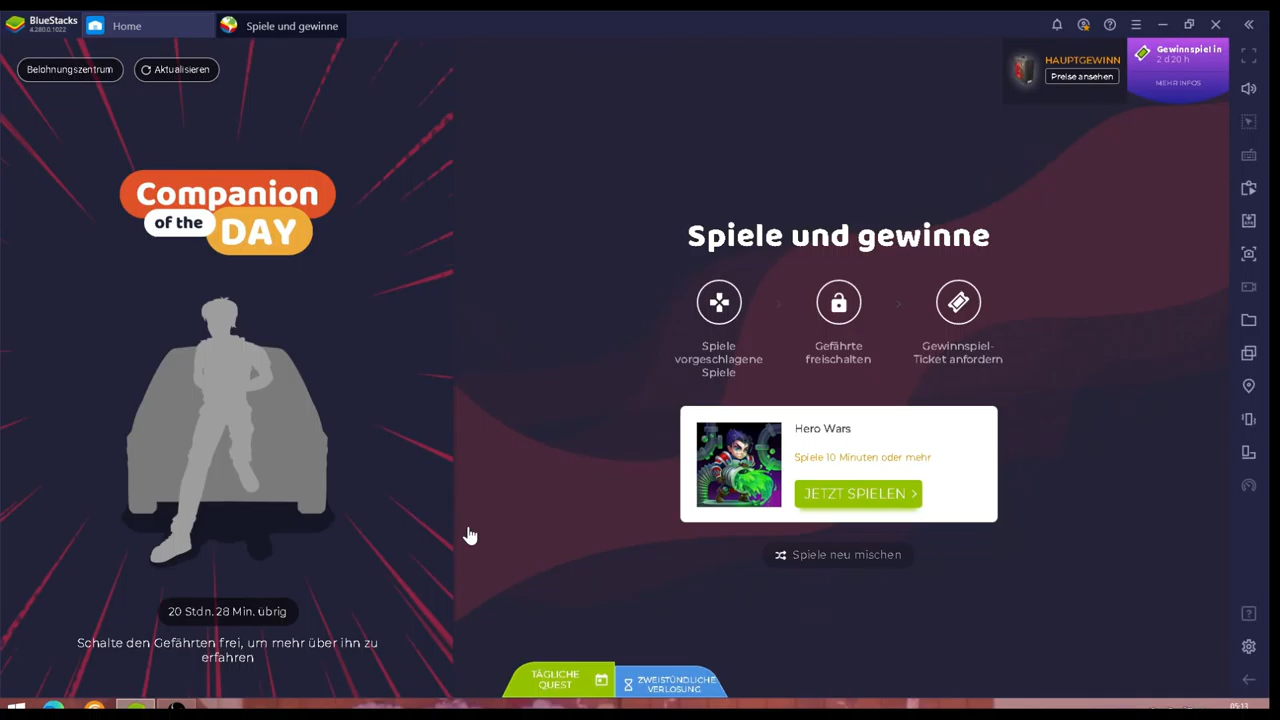 BlueStacks
4.280.0.1022
Home
Spiele und gewinne
Belohnungszentrum
Aktualisieren
HAUPTGEWINN
Preise ansehen
Gewinnspiel in
2 d 20 h
MEHR INFOS
Companion
of the
DAY
20 Stdn. 28 Min. übrig
Schalte den Gefährten frei, um mehr über ihn zu
erfahren
Spiele und gewinne
Spiele
vorgeschlagene
Spiele
Gefährte
freischalten
Gewinnspiel-
Ticket anfordern
Hero Wars
Spiele 10 Minuten oder mehr
JETZT SPIELEN
Spiele neu mischen
TÄGLICHE
QUEST
ZWEISTÜNDLICHE
VERLOSUNG
05:13